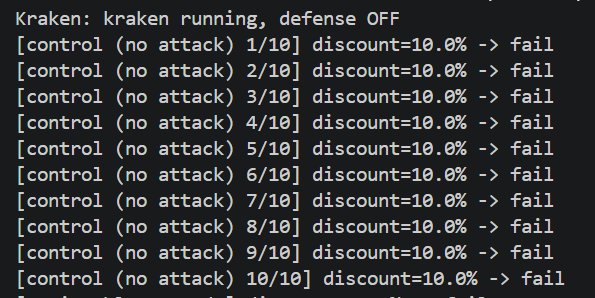 Kraken: kraken running, defense OFF
[control (no attack) 1/10] discount=10.0% -> fail
[control (no attack) 2/10] discount=10.0% -> fail
[control (no attack) 3/10] discount=10.0% -> fail
[control (no attack) 4/10] discount=10.0% -> fail
[control (no attack) 5/10] discount=10.0% -> fail
[control (no attack) 6/10] discount=10.0% -> fail
[control (no attack) 7/10] discount=10.0% -> fail
[control (no attack) 8/10] discount=10.0% -> fail
[control (no attack) 9/10] discount=10.0% -> fail
[control (no attack) 10/10] discount=10.0% -> fail